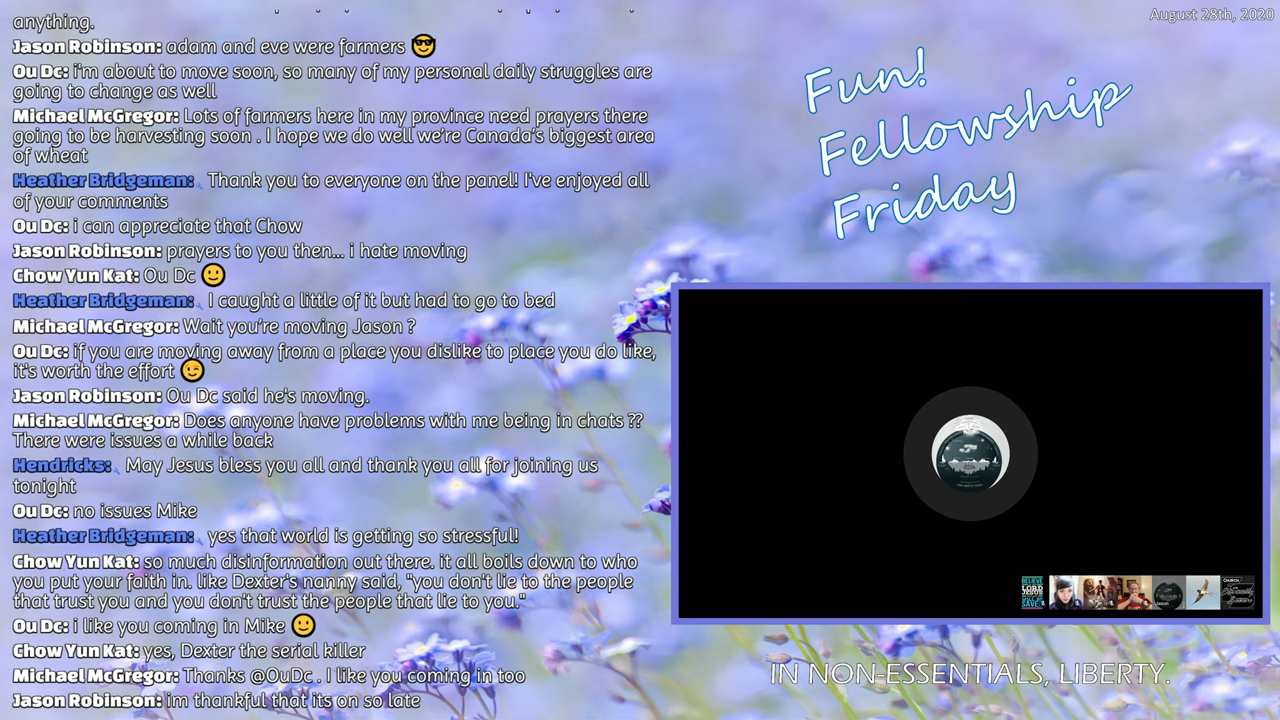 anything.
Jason Robinson: adam and eve were farmers 😎
Ou Dc: i'm about to move soon, so many of my personal daily struggles are
going to change as well
Michael McGregor: Lots of farmers here in my province need prayers there
going to be harvesting soon . I hope we do well we're Canada's biggest area
of wheat
Heather Bridgeman: Thank you to everyone on the panel! I've enjoyed all
of your comments
Ou Dc: i can appreciate that Chow
Jason Robinson: prayers to you then... i hate moving
Chow Yun Kat: Ou Dc 🙂
Heather Bridgeman: I caught a little of it but had to go to bed
Michael McGregor: Wait you're moving Jason ?
Ou Dc: if you are moving away from a place you dislike to place you do like,
it's worth the effort 😉
Jason Robinson: Ou Dc said he's moving.
Michael McGregor: Does anyone have problems with me being in chats ??
There were issues a while back
Hendricks: May Jesus bless you all and thank you all for joining us
tonight
Ou Dc: no issues Mike
Heather Bridgeman: yes that world is getting so stressful!
Chow Yun Kat: so much disinformation out there. it all boils down to who
you put your faith in. like Dexter's nanny said, "you don't lie to the people
that trust you and you don't trust the people that lie to you."
Ou Dc: i like you coming in Mike 🙂
Chow Yun Kat: yes, Dexter the serial killer
Michael McGregor: Thanks @OuDc . I like you coming in too
Jason Robinson: im thankful that its on so late
August 28th, 2020
Fun!
Fellowship
Friday
BELIEVE
LORD
JESUS
SAVE
Jason
CHURCH
IN NON-ESSENTIALS, LIBERTY.